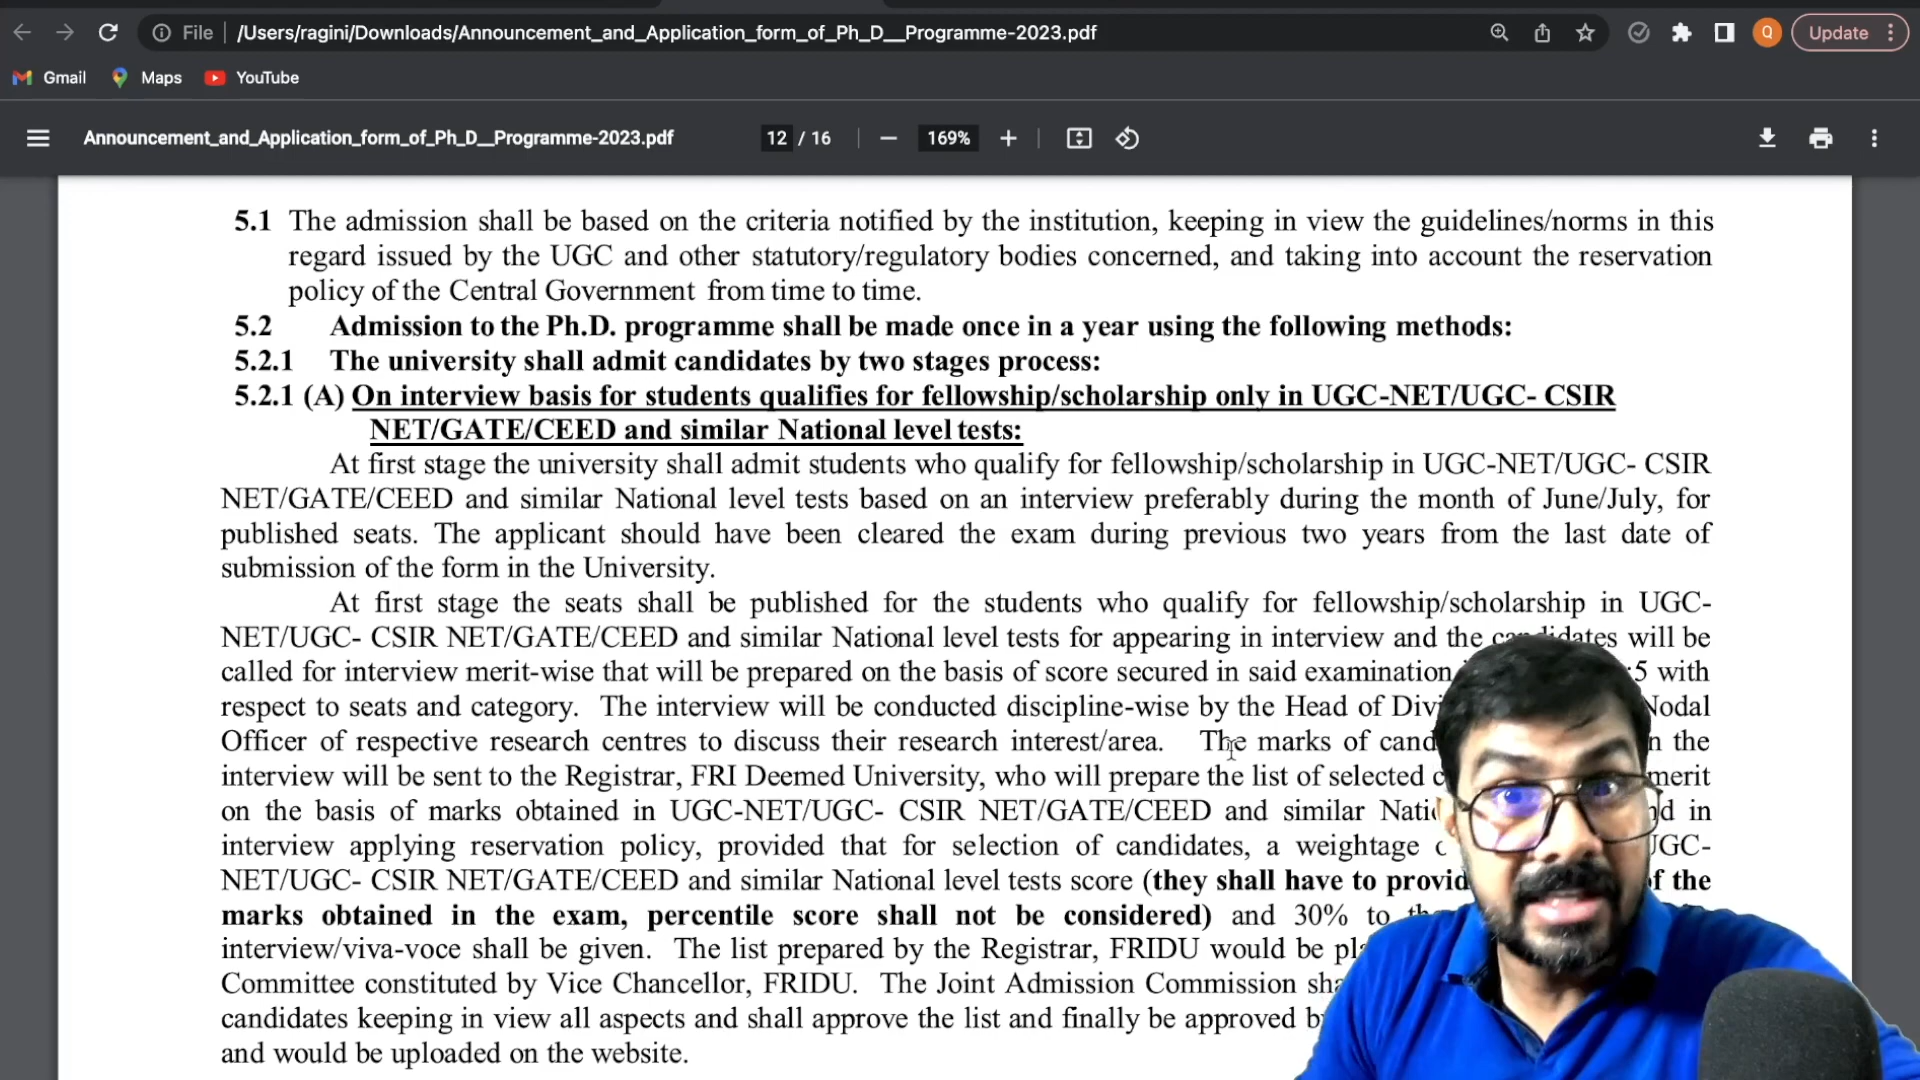 File | /Users/ragini/Downloads/Announcement_and_Application_form_of_Ph_D__Programme-2023.pdf
Q Update
Gmail Maps YouTube
Announcement_and_Application_form_of_Ph_D__Programme-2023.pdf 12 / 16 169%
5.1 The admission shall be based on the criteria notified by the institution, keeping in view the guidelines/norms in this
regard issued by the UGC and other statutory/regulatory bodies concerned, and taking into account the reservation
policy of the Central Government from time to time.
5.2 Admission to the Ph.D. programme shall be made once in a year using the following methods:
5.2.1 The university shall admit candidates by two stages process:
5.2.1 (A) On interview basis for students qualifies for fellowship/scholarship only in UGC-NET/UGC- CSIR
NET/GATE/CEED and similar National level tests:
At first stage the university shall admit students who qualify for fellowship/scholarship in UGC-NET/UGC- CSIR
NET/GATE/CEED and similar National level tests based on an interview preferably during the month of June/July, for
published seats. The applicant should have been cleared the exam during previous two years from the last date of
submission of the form in the University.
At first stage the seats shall be published for the students who qualify for fellowship/scholarship in UGC-
NET/UGC- CSIR NET/GATE/CEED and similar National level tests for appearing in interview and the candidates will be
called for interview merit-wise that will be prepared on the basis of score secured in said examination :5 with
respect to seats and category. The interview will be conducted discipline-wise by the Head of Nodal
Officer of respective research centres to discuss their research interest/area. The marks of the
interview will be sent to the Registrar, FRI Deemed University, who will prepare the list of selected merit
on the basis of marks obtained in UGC-NET/UGC- CSIR NET/GATE/CEED and similar in
interview applying reservation policy, provided that for selection of candidates, a weightage UGC-
NET/UGC- CSIR NET/GATE/CEED and similar National level tests score (they shall have to of the
marks obtained in the exam, percentile score shall not be considered) and 30% to
interview/viva-voce shall be given. The list prepared by the Registrar, FRIDU would be
Committee constituted by Vice Chancellor, FRIDU. The Joint Admission Commission
candidates keeping in view all aspects and shall approve the list and finally be approved
and would be uploaded on the website.